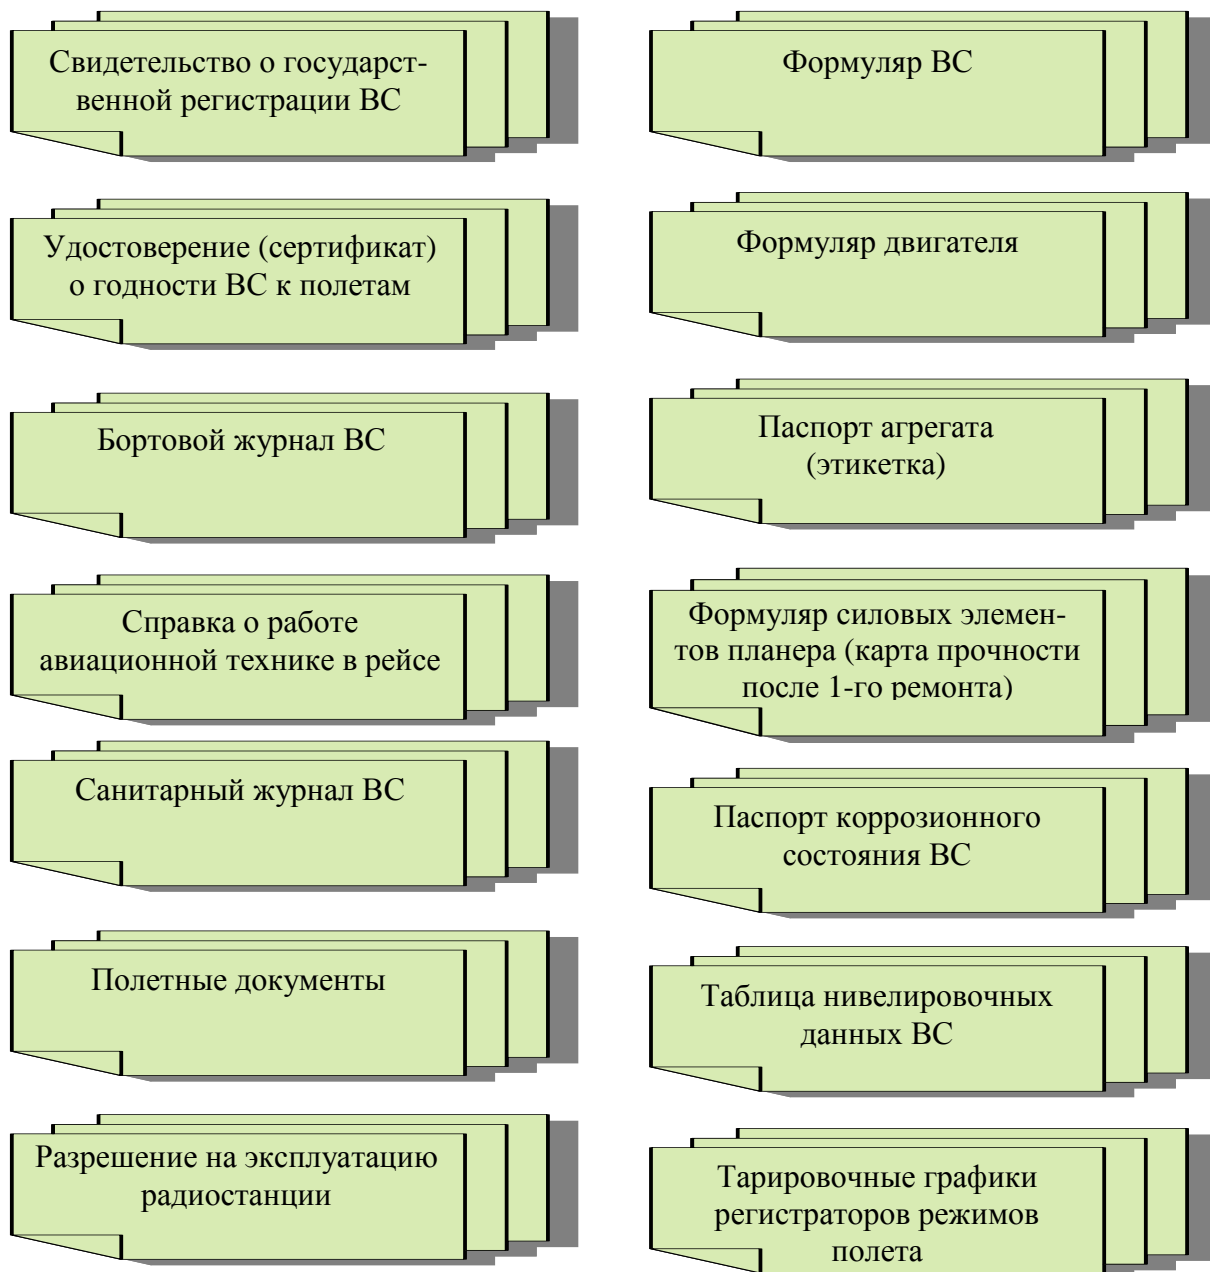 Свидетельство о государст-
венной регистрации ВС
Удостоверение (сертификат)
о годности ВС к полетам
Бортовой журнал ВС
Справка о работе
авиационной технике в рейсе
Санитарный журнал ВС
Полетные документы
Разрешение на эксплуатацию
радиостанции
Формуляр ВС
Формуляр двигателя
Паспорт агрегата
(этикетка)
Формуляр силовых элемен-
тов планера (карта прочности
после 1-го ремонта)
Паспорт коррозионного
состояния ВС
Таблица нивелировочных
данных ВС
Тарировочные графики
регистраторов режимов
полета